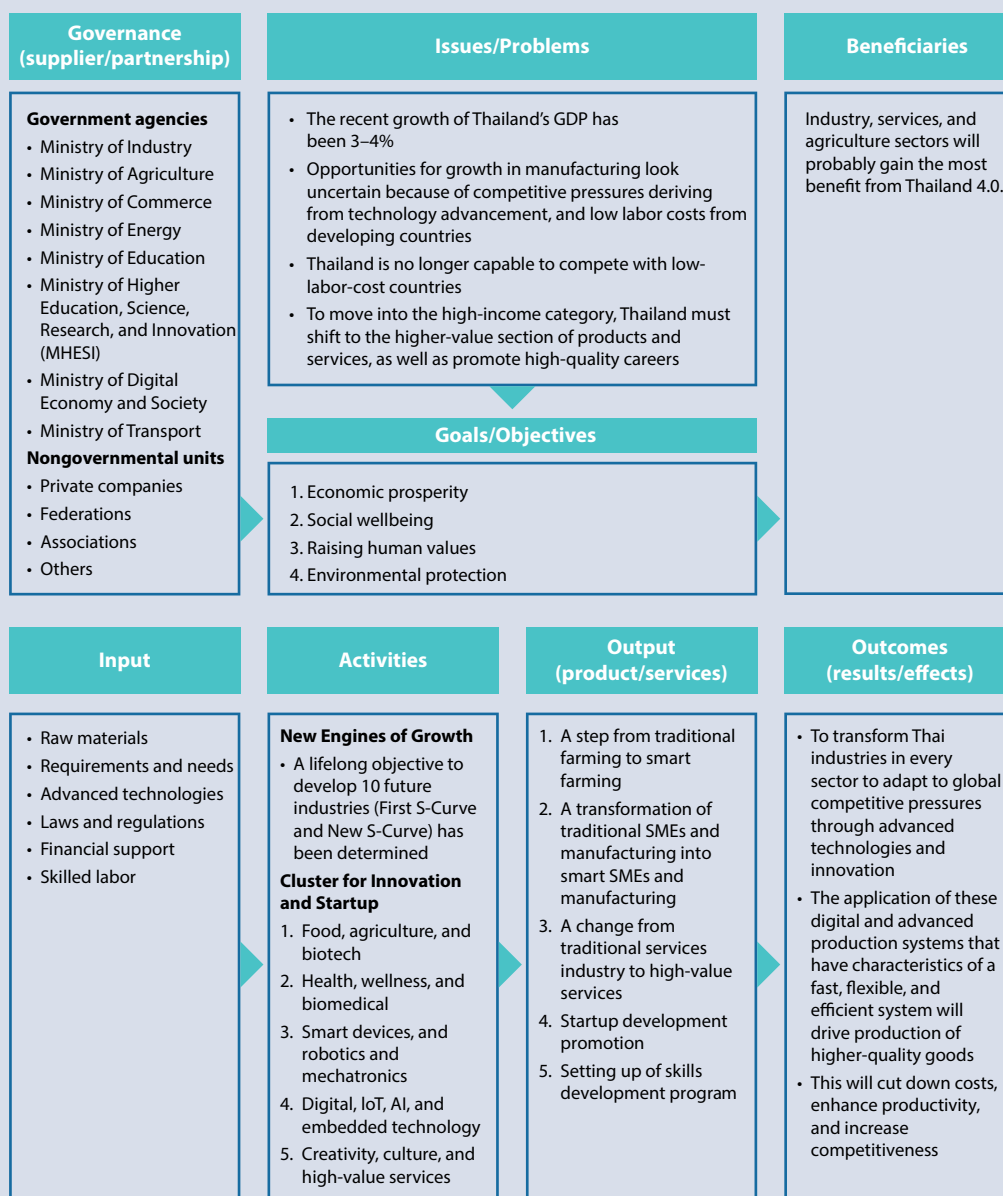 Governance
(supplier/partnership)
Government agencies
• Ministry of Industry
• Ministry of Agriculture
• Ministry of Commerce
• Ministry of Energy
• Ministry of Education
• Ministry of Higher
Education, Science,
Research, and Innovation
(MHESI)
• Ministry of Digital
Economy and Society
• Ministry of Transport
Nongovernmental units
• Private companies
• Federations
• Associations
• Others
Issues/Problems
• The recent growth of Thailand's GDP has
been 3–4%
• Opportunities for growth in manufacturing look
uncertain because of competitive pressures deriving
from technology advancement, and low labor costs from
developing countries
• Thailand is no longer capable to compete with low-
labor-cost countries
• To move into the high-income category, Thailand must
shift to the higher-value section of products and
services, as well as promote high-quality careers
Goals/Objectives
1. Economic prosperity
2. Social wellbeing
3. Raising human values
4. Environmental protection
Beneficiaries
Industry, services, and
agriculture sectors will
probably gain the most
benefit from Thailand 4.0.
Input
• Raw materials
• Requirements and needs
• Advanced technologies
• Laws and regulations
• Financial support
• Skilled labor
Activities
New Engines of Growth
• A lifelong objective to
develop 10 future
industries (First S-Curve
and New S-Curve) has
been determined
Cluster for Innovation
and Startup
1. Food, agriculture, and
biotech
2. Health, wellness, and
biomedical
3. Smart devices, and
robotics and
mechatronics
4. Digital, IoT, AI, and
embedded technology
5. Creativity, culture, and
high-value services
Output
(product/services)
1. A step from traditional
farming to smart
farming
2. A transformation of
traditional SMEs and
manufacturing into
smart SMEs and
manufacturing
3. A change from
traditional services
industry to high-value
services
4. Startup development
promotion
5. Setting up of skills
development program
Outcomes
(results/effects)
• To transform Thai
industries in every
sector to adapt to global
competitive pressures
through advanced
technologies and
innovation
• The application of these
digital and advanced
production systems that
have characteristics of a
fast, flexible, and
efficient system will
drive production of
higher-quality goods
• This will cut down costs,
enhance productivity,
and increase
competitiveness